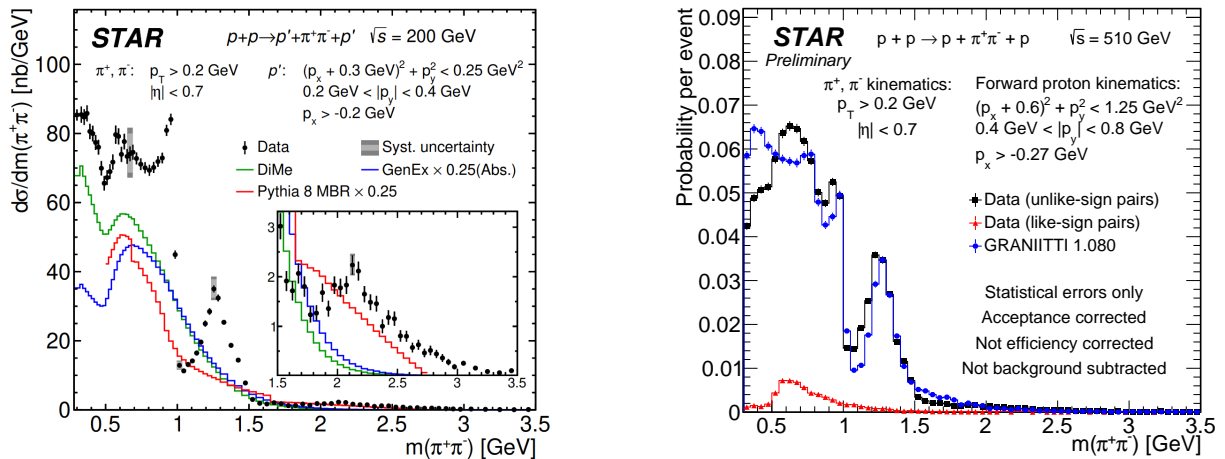 STAR p+p→p'+π⁺π⁻+p' √s = 200 GeV
π⁺, π⁻: p_T > 0.2 GeV
|η| < 0.7
p': (p_x + 0.3 GeV)² + p_y² < 0.25 GeV²
0.2 GeV < |p_y| < 0.4 GeV
p_x > -0.2 GeV
Data
Syst. uncertainty
DiMe
GenEx × 0.25(Abs.)
Pythia 8 MBR × 0.25
dσ/dm(π⁺π⁻) [nb/GeV]
100
80
60
40
20
0
3
2
1
1.5 2 2.5 3 3.5
0.5 1 1.5 2 2.5 3 3.5
m(π⁺π⁻) [GeV]
STAR p + p → p + π⁺π⁻ + p √s = 510 GeV
Preliminary
π⁺, π⁻ kinematics:
p_T > 0.2 GeV
|η| < 0.7
Forward proton kinematics:
(p_x + 0.6)² + p_y² < 1.25 GeV²
0.4 GeV < |p_y| < 0.8 GeV
p_x > -0.27 GeV
Data (unlike-sign pairs)
Data (like-sign pairs)
GRANIITTI 1.080
Statistical errors only
Acceptance corrected
Not efficiency corrected
Not background subtracted
Probability per event
0.09
0.08
0.07
0.06
0.05
0.04
0.03
0.02
0.01
0
0.5 1 1.5 2 2.5 3 3.5
m(π⁺π⁻) [GeV]